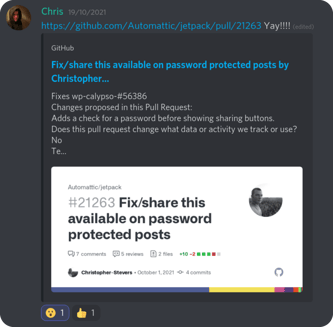 Chris 19/10/2021
https://github.com/Automattic/jetpack/pull/21263 Yay!!!! (edited)
GitHub
Fix/share this available on password protected posts by
Christopher...
Fixes wp-calypso-#56386
Changes proposed in this Pull Request:
Adds a check for a password before showing sharing buttons.
Does this pull request change what data or activity we track or use?
No
Te...
Automattic/jetpack
#21263 Fix/share this
available on password
protected posts
7 comments 5 reviews 2 files +10 -2
Christopher-Stevers • October 1, 2021 4 commits
1 1